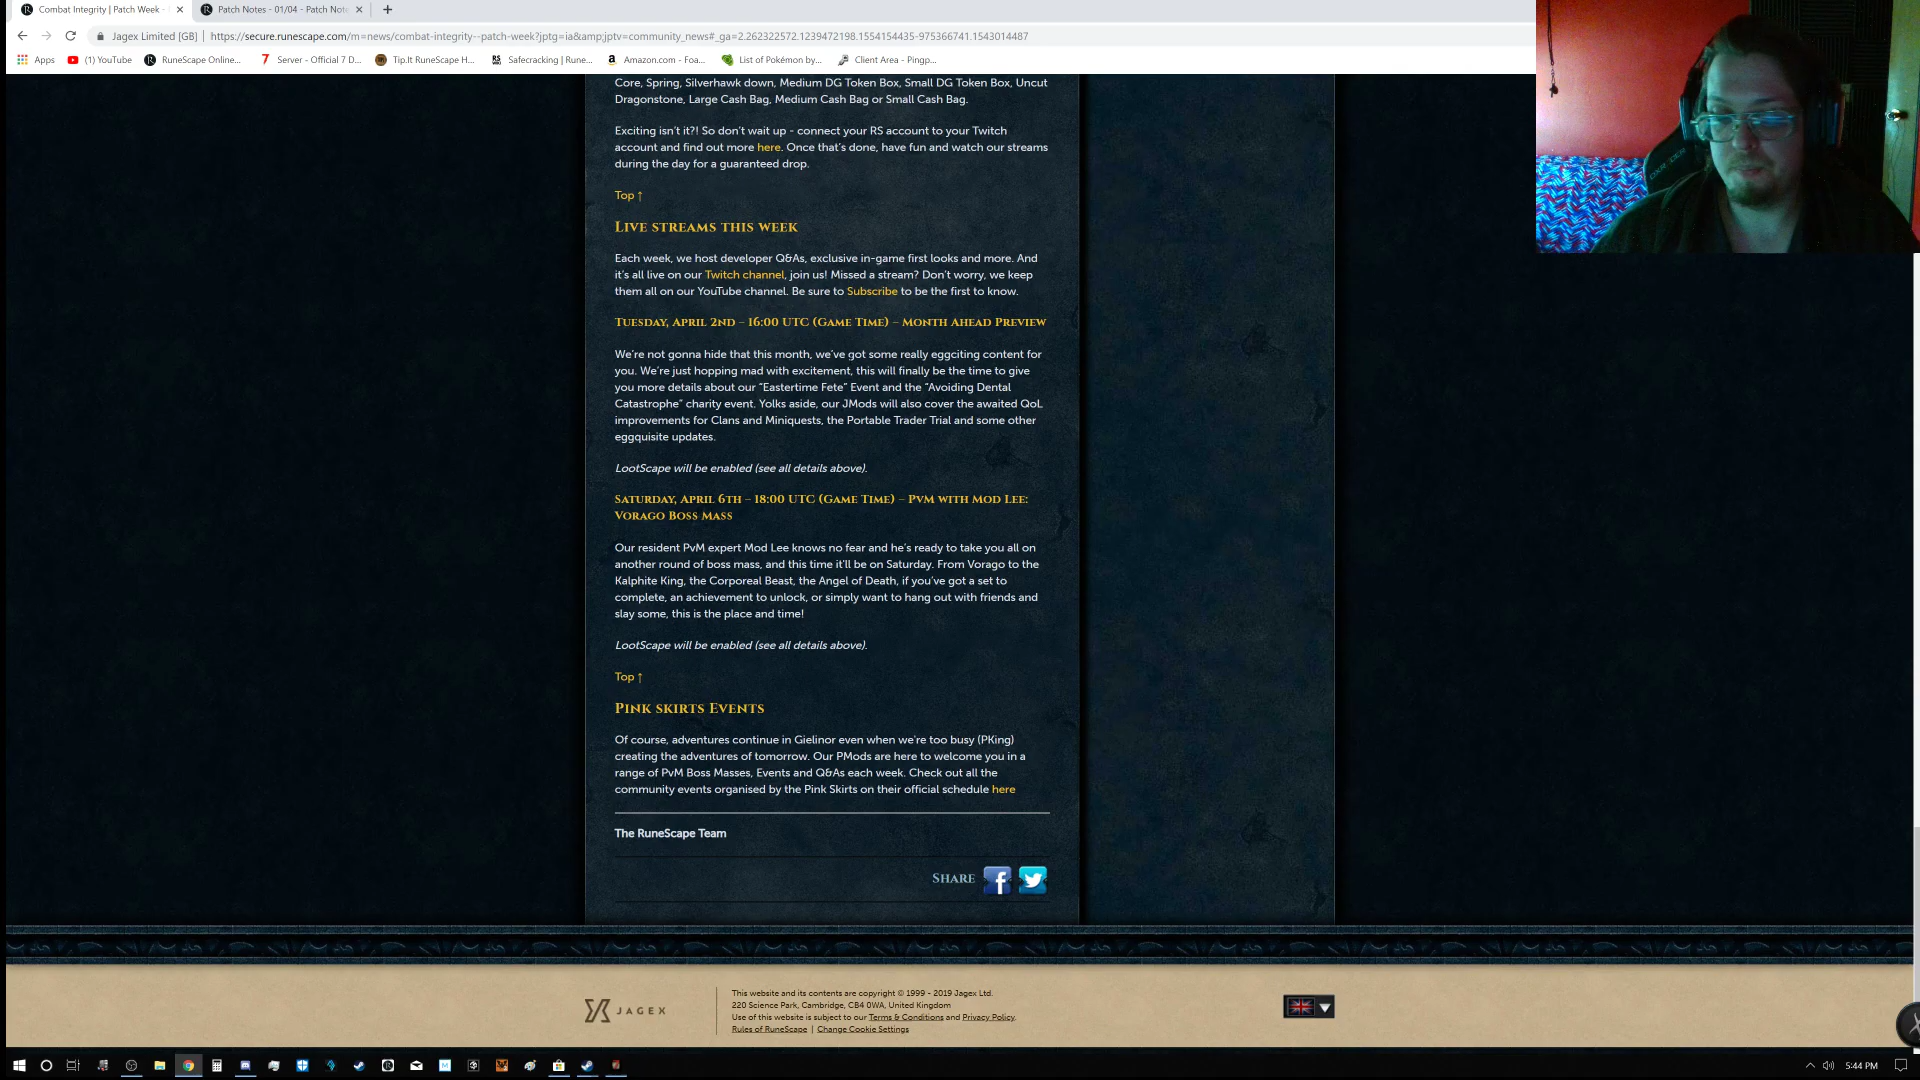 Combat Integrity | Patch Week -
Patch Notes - 01/04 - Patch Note
Jagex Limited [GB] | https://secure.runescape.com/m=news/combat-integrity--patch-week?jptg=ia&amp;jptv=community_news#_ga=2.262322572.1239472198.1554154435-975366741.1543014487
Apps (1) YouTube RuneScape Online... Server - Official 7 D... Tip.It RuneScape H... Safecracking | Rune... Amazon.com - Foa... List of Pokémon by... Client Area - Pingp...
Core, Spring, Silverhawk down, Medium DG Token Box, Small DG Token Box, Uncut
Dragonstone, Large Cash Bag, Medium Cash Bag or Small Cash Bag.
Exciting isn't it?! So don't wait up - connect your RS account to your Twitch
account and find out more here. Once that's done, have fun and watch our streams
during the day for a guaranteed drop.
Top ↑
Live streams this week
Each week, we host developer Q&As, exclusive in-game first looks and more. And
it's all live on our Twitch channel, join us! Missed a stream? Don't worry, we keep
them all on our YouTube channel. Be sure to Subscribe to be the first to know.
Tuesday, April 2nd – 16:00 UTC (Game Time) – Month Ahead Preview
We're not gonna hide that this month, we've got some really eggciting content for
you. We're just hopping mad with excitement, this will finally be the time to give
you more details about our "Eastertime Fete" Event and the "Avoiding Dental
Catastrophe" charity event. Yolks aside, our JMods will also cover the awaited QoL
improvements for Clans and Miniquests, the Portable Trader Trial and some other
eggquisite updates.
LootScape will be enabled (see all details above).
Saturday, April 6th – 18:00 UTC (Game Time) – PvM with Mod Lee:
Vorago Boss Mass
Our resident PvM expert Mod Lee knows no fear and he's ready to take you all on
another round of boss mass, and this time it'll be on Saturday. From Vorago to the
Kalphite King, the Corporeal Beast, the Angel of Death, if you've got a set to
complete, an achievement to unlock, or simply want to hang out with friends and
slay some, this is the place and time!
LootScape will be enabled (see all details above).
Top ↑
Pink skirts Events
Of course, adventures continue in Gielinor even when we're too busy (PKing)
creating the adventures of tomorrow. Our PMods are here to welcome you in a
range of PvM Boss Masses, Events and Q&As each week. Check out all the
community events organised by the Pink Skirts on their official schedule here
The RuneScape Team
Share
JAGEX
This website and its contents are copyright © 1999 - 2019 Jagex Ltd.
220 Science Park, Cambridge, CB4 0WA, United Kingdom
Use of this website is subject to our Terms & Conditions and Privacy Policy.
Rules of RuneScape | Change Cookie Settings
5:44 PM